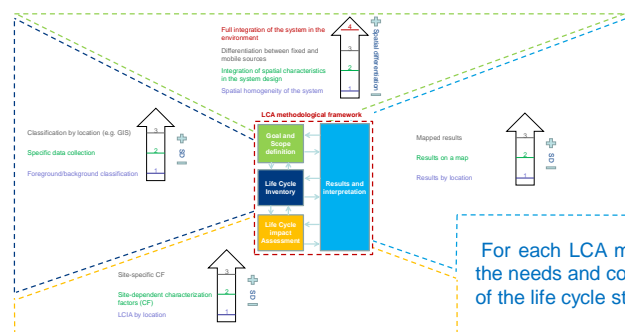 Full integration of the system in the
environment
Differentiation between fixed and
mobile sources
Integration of spatial characteristics
in the system design
Spatial homogeneity of the system
4
3
2
1
Spatial differentiation
LCA methodological framework
Goal and
Scope
definition
Life Cycle
Inventory
Life Cycle
Impact
Assessment
Results and
interpretation
Classification by location (e.g. GIS)
Specific data collection
Foreground/background classification
3
2
1
SD
Mapped results
Results on a map
Results by location
3
2
1
SD
Site-specific CF
Site-dependent characterization
factors (CF)
LCIA by location
3
2
1
SD
For each LCA
the needs and
of the life cycle